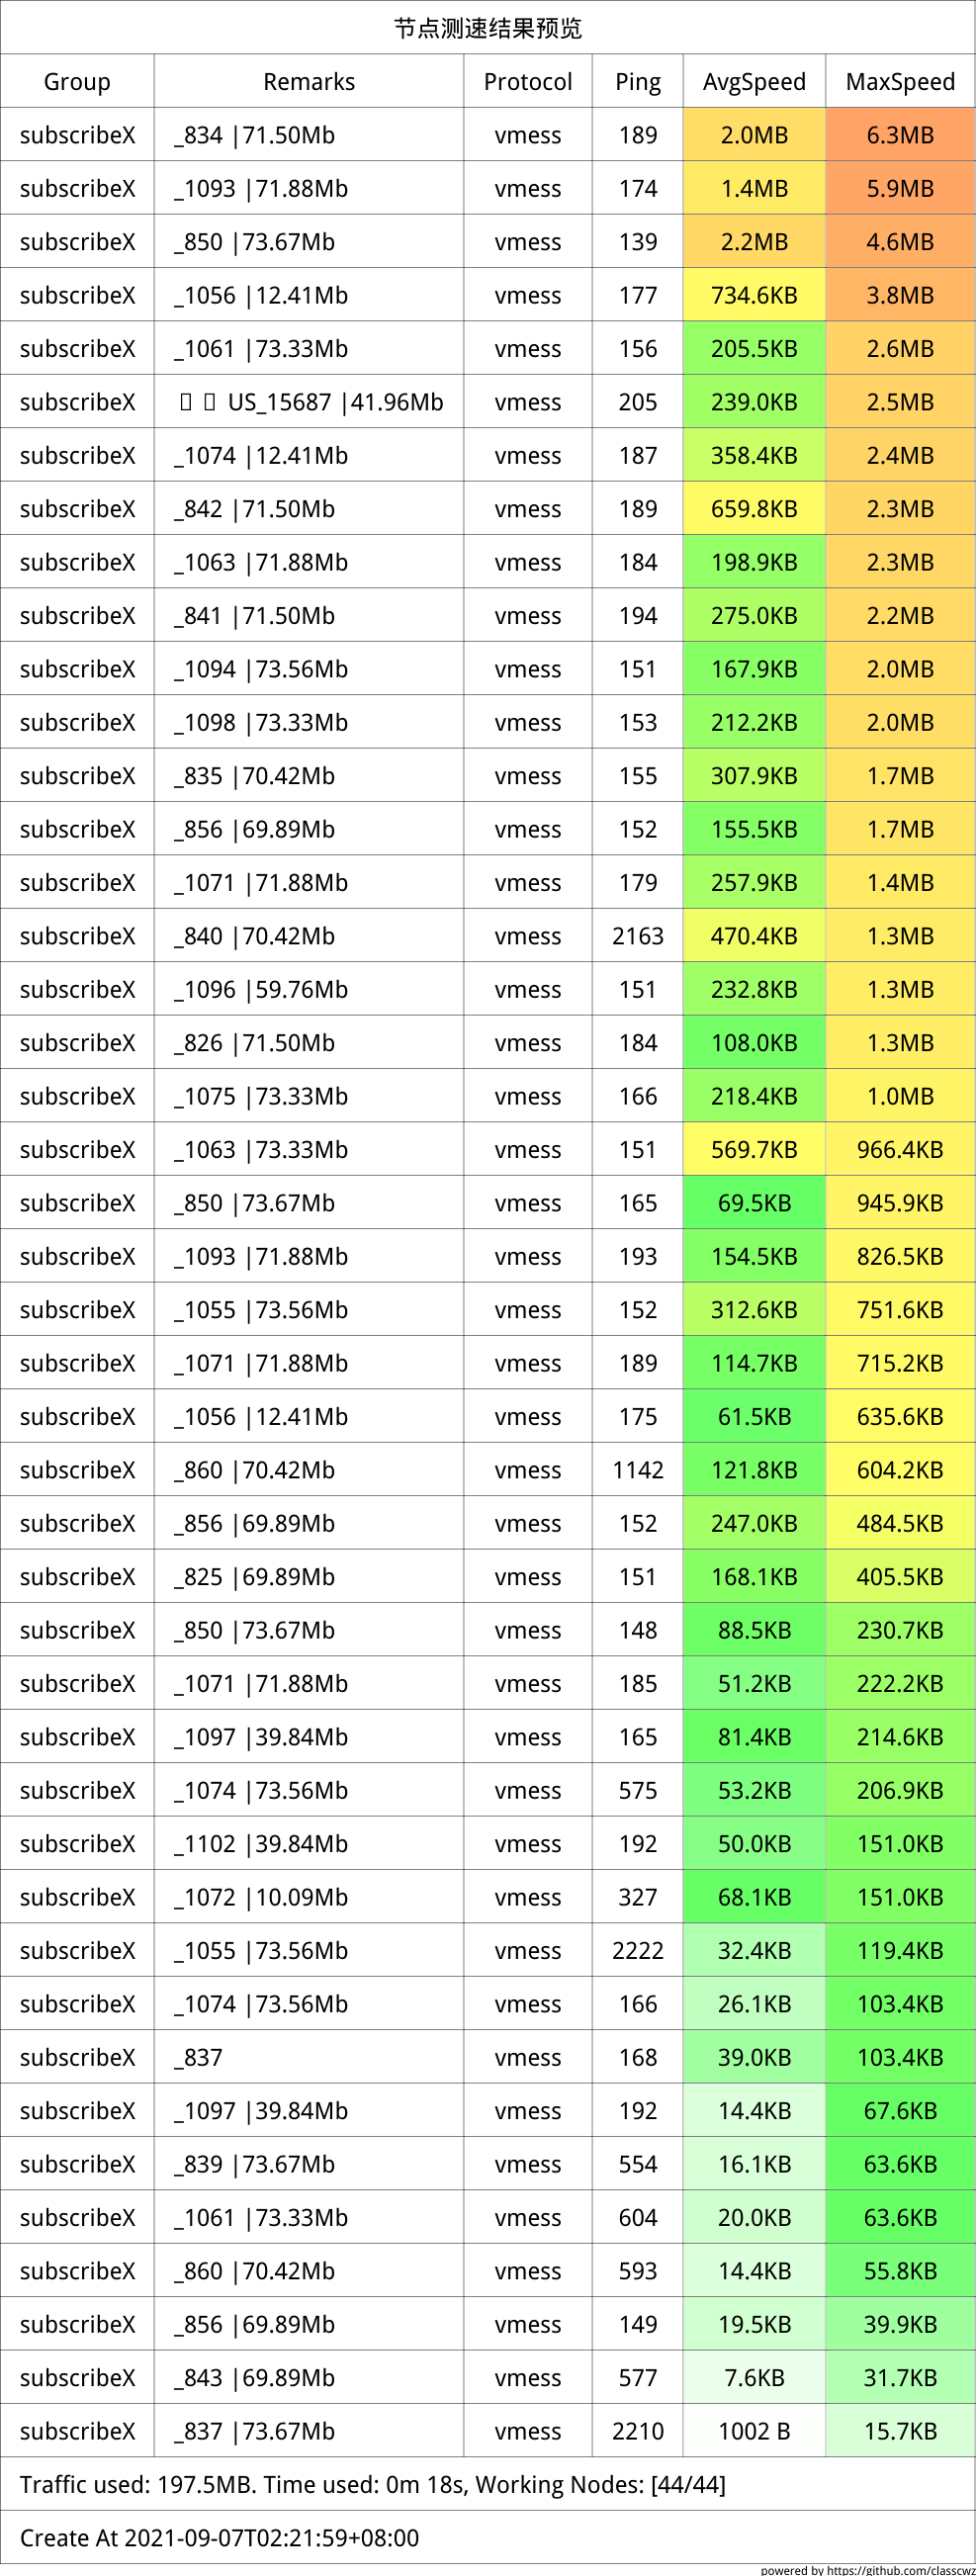 节点测速结果预览
Group Remarks Protocol Ping AvgSpeed MaxSpeed
subscribeX _834 |71.50Mb vmess 189 2.0MB 6.3MB
subscribeX _1093 |71.88Mb vmess 174 1.4MB 5.9MB
subscribeX _850 |73.67Mb vmess 139 2.2MB 4.6MB
subscribeX _1056 |12.41Mb vmess 177 734.6KB 3.8MB
subscribeX _1061 |73.33Mb vmess 156 205.5KB 2.6MB
subscribeX US_15687 |41.96Mb vmess 205 239.0KB 2.5MB
subscribeX _1074 |12.41Mb vmess 187 358.4KB 2.4MB
subscribeX _842 |71.50Mb vmess 189 659.8KB 2.3MB
subscribeX _1063 |71.88Mb vmess 184 198.9KB 2.3MB
subscribeX _841 |71.50Mb vmess 194 275.0KB 2.2MB
subscribeX _1094 |73.56Mb vmess 151 167.9KB 2.0MB
subscribeX _1098 |73.33Mb vmess 153 212.2KB 2.0MB
subscribeX _835 |70.42Mb vmess 155 307.9KB 1.7MB
subscribeX _856 |69.89Mb vmess 152 155.5KB 1.7MB
subscribeX _1071 |71.88Mb vmess 179 257.9KB 1.4MB
subscribeX _840 |70.42Mb vmess 2163 470.4KB 1.3MB
subscribeX _1096 |59.76Mb vmess 151 232.8KB 1.3MB
subscribeX _826 |71.50Mb vmess 184 108.0KB 1.3MB
subscribeX _1075 |73.33Mb vmess 166 218.4KB 1.0MB
subscribeX _1063 |73.33Mb vmess 151 569.7KB 966.4KB
subscribeX _850 |73.67Mb vmess 165 69.5KB 945.9KB
subscribeX _1093 |71.88Mb vmess 193 154.5KB 826.5KB
subscribeX _1055 |73.56Mb vmess 152 312.6KB 751.6KB
subscribeX _1071 |71.88Mb vmess 189 114.7KB 715.2KB
subscribeX _1056 |12.41Mb vmess 175 61.5KB 635.6KB
subscribeX _860 |70.42Mb vmess 1142 121.8KB 604.2KB
subscribeX _856 |69.89Mb vmess 152 247.0KB 484.5KB
subscribeX _825 |69.89Mb vmess 151 168.1KB 405.5KB
subscribeX _850 |73.67Mb vmess 148 88.5KB 230.7KB
subscribeX _1071 |71.88Mb vmess 185 51.2KB 222.2KB
subscribeX _1097 |39.84Mb vmess 165 81.4KB 214.6KB
subscribeX _1074 |73.56Mb vmess 575 53.2KB 206.9KB
subscribeX _1102 |39.84Mb vmess 192 50.0KB 151.0KB
subscribeX _1072 |10.09Mb vmess 327 68.1KB 151.0KB
subscribeX _1055 |73.56Mb vmess 2222 32.4KB 119.4KB
subscribeX _1074 |73.56Mb vmess 166 26.1KB 103.4KB
subscribeX _837 vmess 168 39.0KB 103.4KB
subscribeX _1097 |39.84Mb vmess 192 14.4KB 67.6KB
subscribeX _839 |73.67Mb vmess 554 16.1KB 63.6KB
subscribeX _1061 |73.33Mb vmess 604 20.0KB 63.6KB
subscribeX _860 |70.42Mb vmess 593 14.4KB 55.8KB
subscribeX _856 |69.89Mb vmess 149 19.5KB 39.9KB
subscribeX _843 |69.89Mb vmess 577 7.6KB 31.7KB
subscribeX _837 |73.67Mb vmess 2210 1002 B 15.7KB
Traffic used: 197.5MB. Time used: 0m 18s, Working Nodes: [44/44]
Create At 2021-09-07T02:21:59+08:00
powered by https://github.com/classcwz